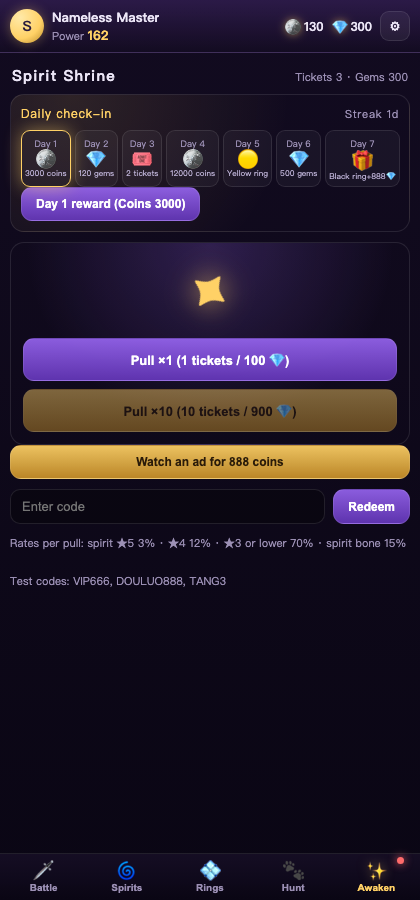 S
Nameless Master
Power 162
130
300
Spirit Shrine
Tickets 3 · Gems 300
Daily check-in
Streak 1d
Day 1
3000 coins
Day 2
120 gems
Day 3
2 tickets
Day 4
12000 coins
Day 5
Yellow ring
Day 6
500 gems
Day 7
Black ring+888💎
Day 1 reward (Coins 3000)
Pull ×1 (1 tickets / 100 💎)
Pull ×10 (10 tickets / 900 💎)
Watch an ad for 888 coins
Enter code
Redeem
Rates per pull: spirit ★5 3% · ★4 12% · ★3 or lower 70% · spirit bone 15%
Test codes: VIP666, DOULUO888, TANG3
Battle
Spirits
Rings
Hunt
Awaken